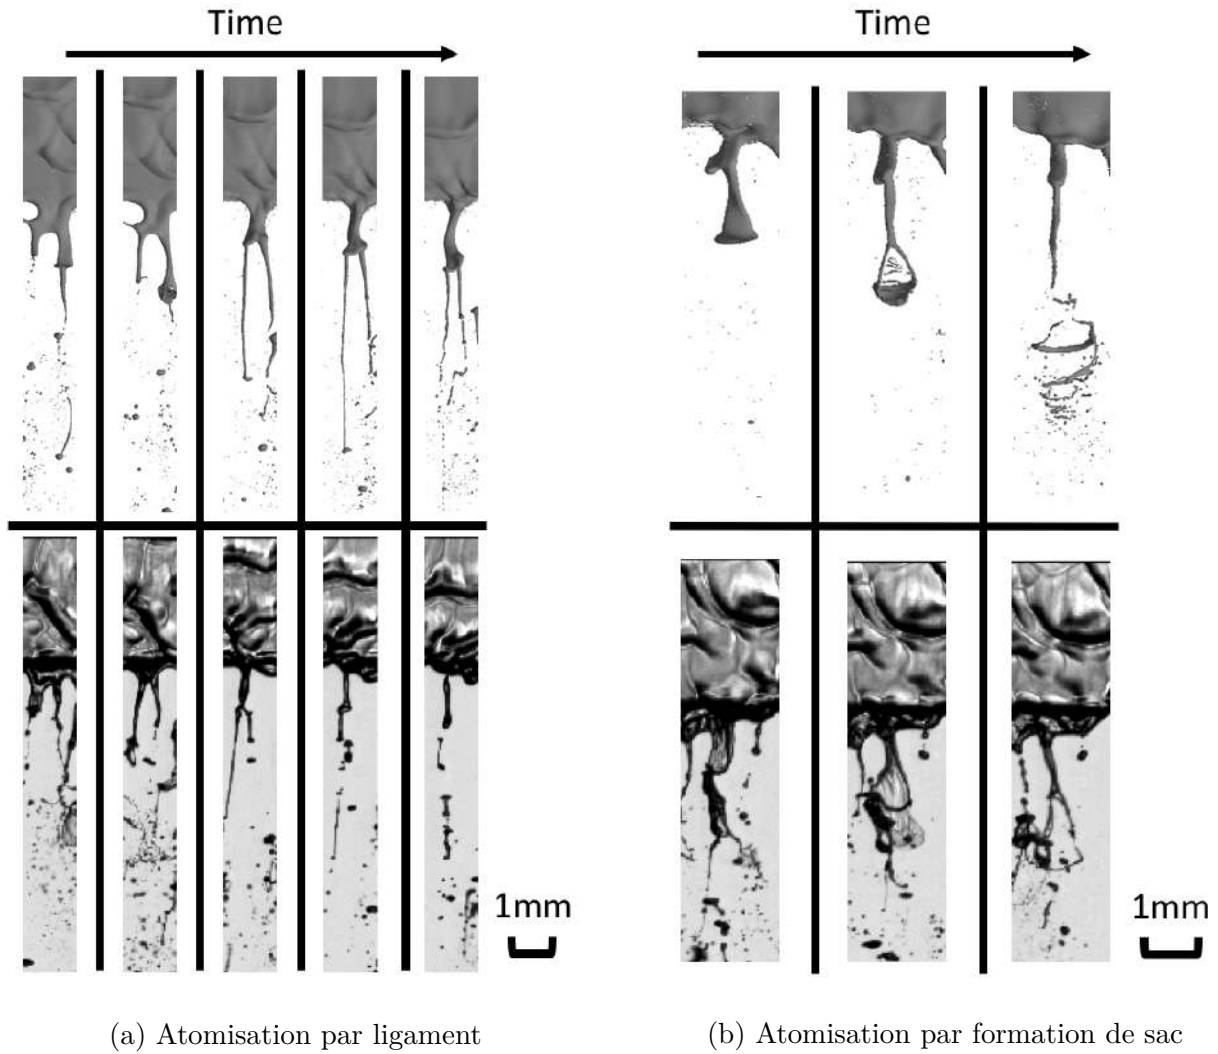 Time
Time
1mm
1mm
(a) Atomisation par ligament
(b) Atomisation par formation de sac